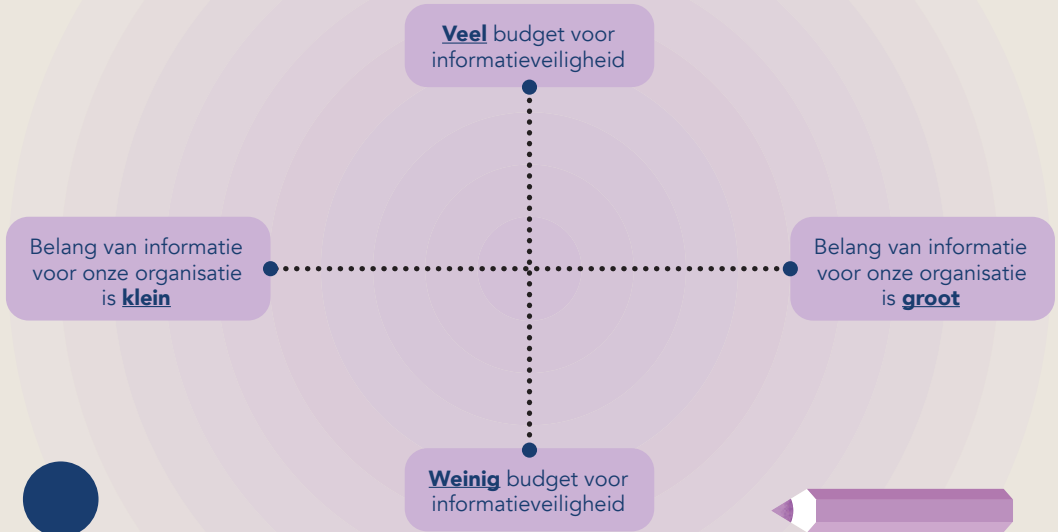 Veel budget voor
informatieveiligheid
Belang van informatie
voor onze organisatie
is klein
Belang van informatie
voor onze organisatie
is groot
Weinig budget voor
informatieveiligheid